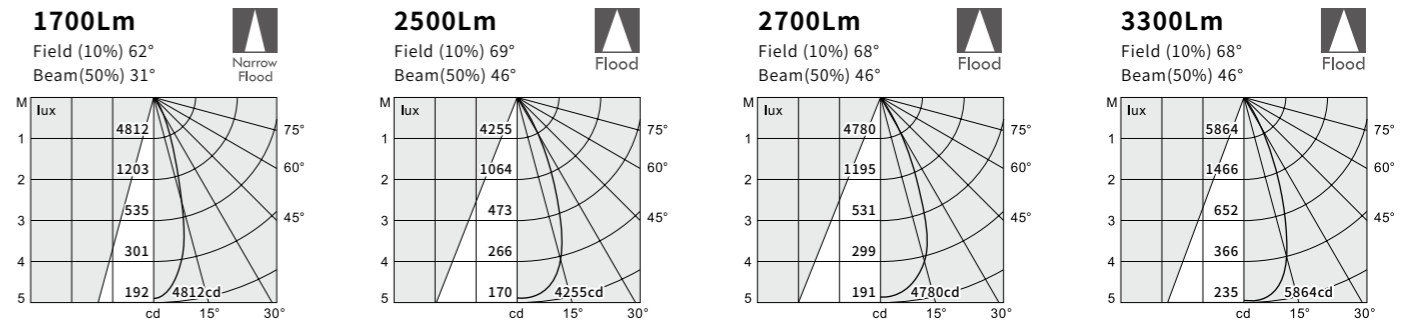 1700Lm
Field (10%) 62°
Beam(50%) 31°
Narrow
Flood
M
lux
1
2
3
4
5
4812
1203
535
301
192
4812cd
75°
60°
45°
cd
15°
30°
2500Lm
Field (10%) 69°
Beam(50%) 46°
Flood
M
lux
1
2
3
4
5
4255
1064
473
266
170
4255cd
75°
60°
45°
cd
15°
30°
2700Lm
Field (10%) 68°
Beam(50%) 46°
Flood
M
lux
1
2
3
4
5
4780
1195
531
299
191
4780cd
75°
60°
45°
cd
15°
30°
3300Lm
Field (10%) 68°
Beam(50%) 46°
Flood
M
lux
1
2
3
4
5
5864
1466
652
366
235
5864cd
75°
60°
45°
cd
15°
30°